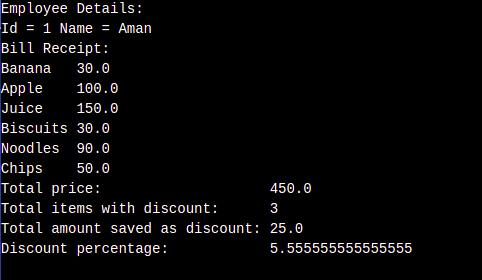 Employee Details:
Id = 1 Name = Aman
Bill Receipt:
Banana   30.0
Apple    100.0
Juice    150.0
Biscuits 30.0
Noodles  90.0
Chips    50.0
Total price:                    450.0
Total items with discount:      3
Total amount saved as discount: 25.0
Discount percentage:            5.555555555555555